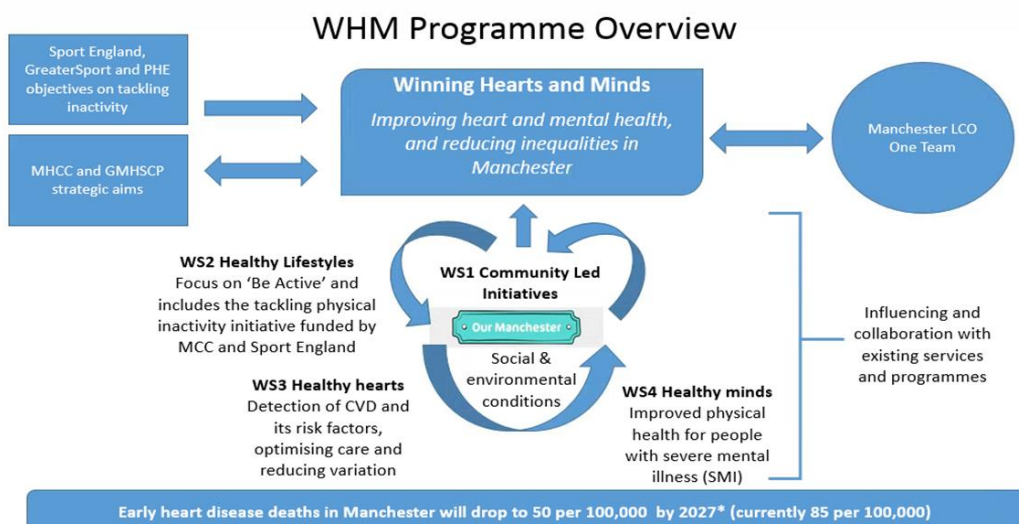 WHM Programme Overview
Sport England,
GreaterSport and PHE
objectives on tackling
inactivity
MHCC and GMHSCP
strategic aims
Winning Hearts and Minds
Improving heart and mental health,
and reducing inequalities in
Manchester
Manchester LCO
One Team
WS2 Healthy Lifestyles
Focus on ‘Be Active’ and
includes the tackling physical
inactivity initiative funded by
MCC and Sport England
WS1 Community Led
Initiatives
Our Manchester
Social &
environmental
conditions
WS3 Healthy hearts
Detection of CVD and
its risk factors,
optimising care and
reducing variation
WS4 Healthy minds
Improved physical
health for people
with severe mental
illness (SMI)
Influencing and
collaboration with
existing services
and programmes
Early heart disease deaths in Manchester will drop to 50 per 100,000 by 2027* (currently 85 per 100,000)